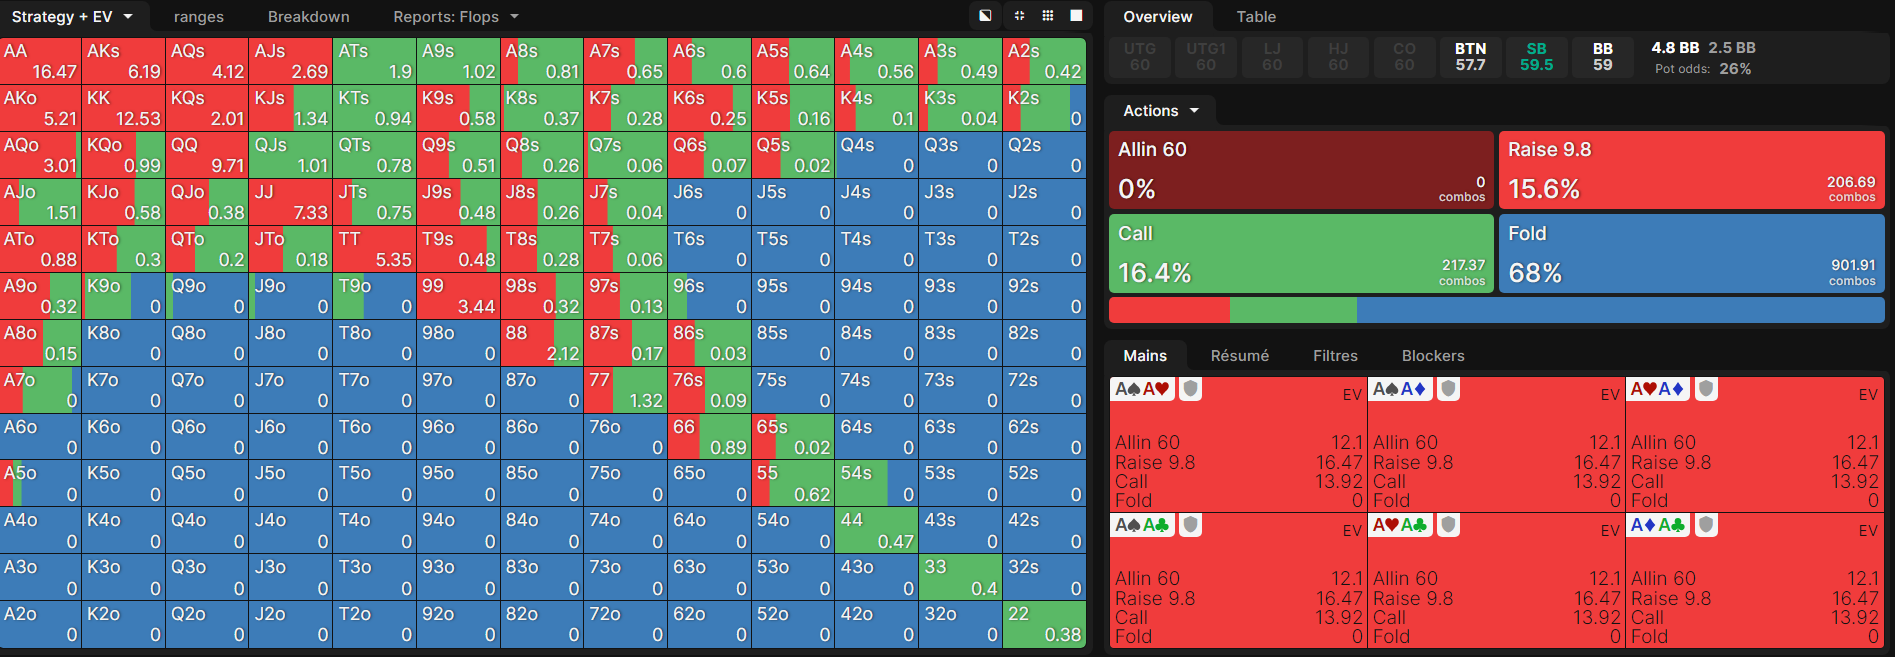 Strategy + EV ranges Breakdown Reports: Flops
AA AKs AQs AJs ATs A9s A8s A7s A6s A5s A4s A3s A2s
16.47 6.19 4.12 2.69 1.9 1.02 0.81 0.65 0.6 0.64 0.56 0.49 0.42
AKo KK KQs KJs KTs K9s K8s K7s K6s K5s K4s K3s K2s
5.21 12.53 2.01 1.34 0.94 0.58 0.37 0.28 0.25 0.16 0.1 0.04 0
AQo KQo QQ QJs QTs Q9s Q8s Q7s Q6s Q5s Q4s Q3s Q2s
3.01 0.99 9.71 1.01 0.78 0.51 0.26 0.06 0.07 0.02 0 0 0
AJo KJo QJo JJ JTs J9s J8s J7s J6s J5s J4s J3s J2s
1.51 0.58 0.38 7.33 0.75 0.48 0.26 0.04 0 0 0 0 0
ATo KTo QTo JTo TT T9s T8s T7s T6s T5s T4s T3s T2s
0.88 0.3 0.2 0.18 5.35 0.48 0.28 0.06 0 0 0 0 0
A9o K9o Q9o J9o T9o 99 98s 97s 96s 95s 94s 93s 92s
0.32 0 0 0 0 3.44 0.32 0.13 0 0 0 0 0
A8o K8o Q8o J8o T8o 98o 88 87s 86s 85s 84s 83s 82s
0.15 0 0 0 0 0 2.12 0.17 0.03 0 0 0 0
A7o K7o Q7o J7o T7o 97o 87o 77 76s 75s 74s 73s 72s
0 0 0 0 0 0 0 1.32 0.09 0 0 0 0
A6o K6o Q6o J6o T6o 96o 86o 76o 66 65s 64s 63s 62s
0 0 0 0 0 0 0 0 0.89 0.02 0 0 0
A5o K5o Q5o J5o T5o 95o 85o 75o 65o 55 54s 53s 52s
0 0 0 0 0 0 0 0 0 0.62 0 0 0
A4o K4o Q4o J4o T4o 94o 84o 74o 64o 54o 44 43s 42s
0 0 0 0 0 0 0 0 0 0 0.47 0 0
A3o K3o Q3o J3o T3o 93o 83o 73o 63o 53o 43o 33 32s
0 0 0 0 0 0 0 0 0 0 0 0.4 0
A2o K2o Q2o J2o T2o 92o 82o 72o 62o 52o 42o 32o 22
0 0 0 0 0 0 0 0 0 0 0 0 0.38
Overview Table
UTG UTG1 LJ HJ CO BTN SB BB 4.8 BB 2.5 BB
60 60 60 60 60 57.7 59.5 59 Pot odds: 26%
Actions
Allin 60 Raise 9.8
0% 0 combos 15.6% 206.69 combos
Call Fold
16.4% 217.37 combos 68% 901.91 combos
Mains Résumé Filtres Blockers
A♠A♥ EV A♠A♦ EV A♥A♦ EV
Allin 60 12.1 Allin 60 12.1 Allin 60 12.1
Raise 9.8 16.47 Raise 9.8 16.47 Raise 9.8 16.47
Call 13.92 Call 13.92 Call 13.92
Fold 0 Fold 0 Fold 0
A♠A♣ EV A♥A♣ EV A♦A♣ EV
Allin 60 12.1 Allin 60 12.1 Allin 60 12.1
Raise 9.8 16.47 Raise 9.8 16.47 Raise 9.8 16.47
Call 13.92 Call 13.92 Call 13.92
Fold 0 Fold 0 Fold 0